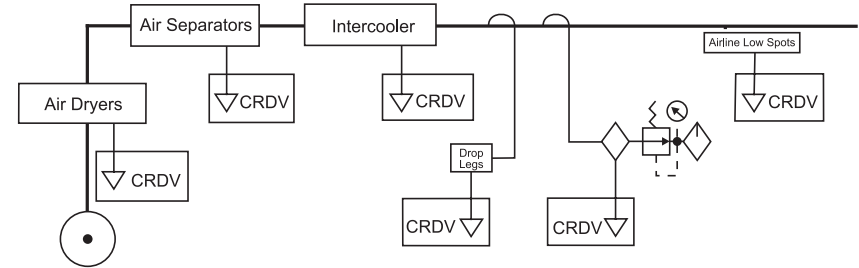 Air Separators
Intercooler
Airline Low Spots
CRDV
CRDV
CRDV
Air Dryers
CRDV
Drop
Legs
CRDV
CRDV